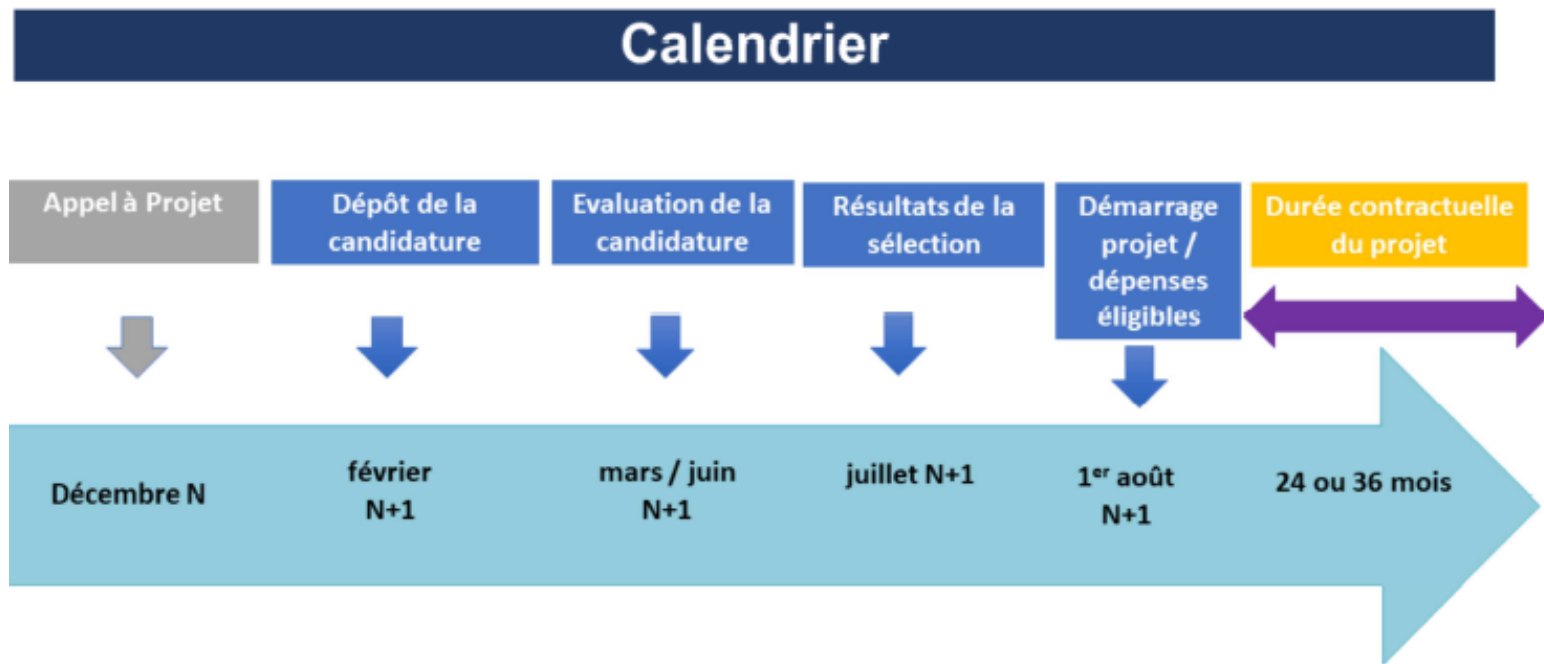 Calendrier
Appel à Projet
Dépôt de la
candidature
Evaluation de la
candidature
Résultats de la
sélection
Démarrage
projet /
dépenses
éligibles
Durée contractuelle
du projet
Décembre N
février
N+1
mars / juin
N+1
juillet N+1
1er août
N+1
24 ou 36 mois